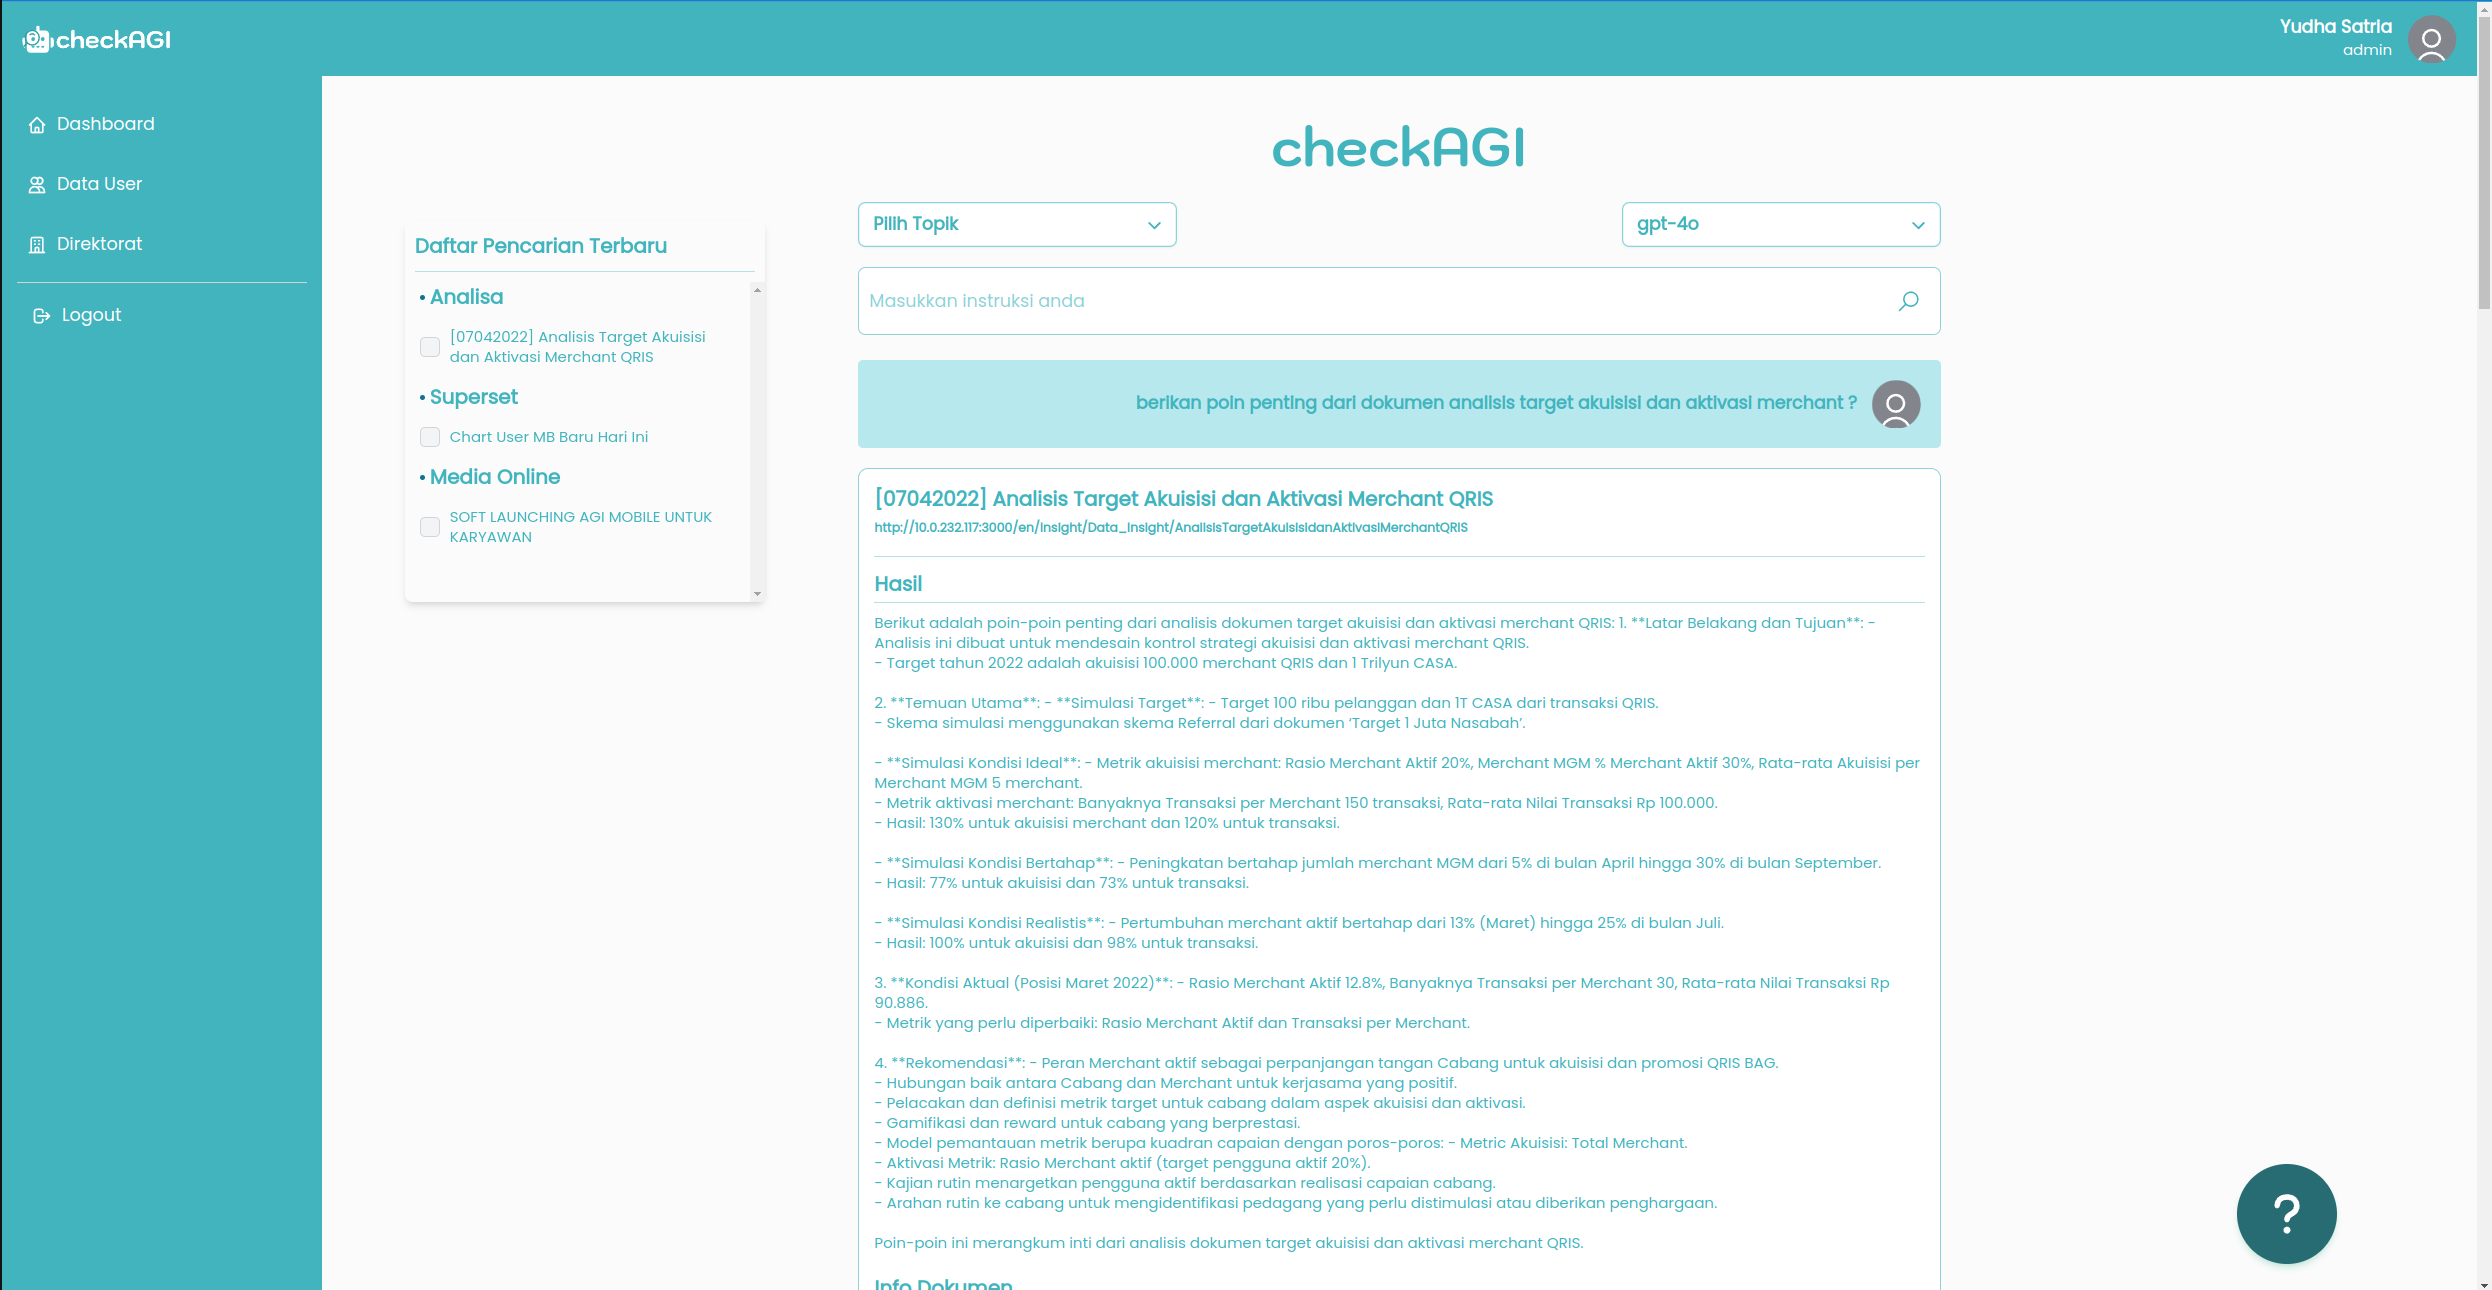 checkAGI
Yudha Satria
admin
Dashboard
Data User
Direktorat
Logout
checkAGI
Daftar Pencarian Terbaru
• Analisa
[07042022] Analisis Target Akuisisi
dan Aktivasi Merchant QRIS
• Superset
Chart User MB Baru Hari Ini
• Media Online
SOFT LAUNCHING AGI MOBILE UNTUK
KARYAWAN
Pilih Topik
gpt-4o
Masukkan instruksi anda
berikan poin penting dari dokumen analisis target akuisisi dan aktivasi merchant ?
[07042022] Analisis Target Akuisisi dan Aktivasi Merchant QRIS
http://10.0.232.117:3000/en/Insight/Data_Insight/AnalisisTargetAkuisisidanAktivasiMerchantQRIS
Hasil
Berikut adalah poin-poin penting dari analisis dokumen target akuisisi dan aktivasi merchant QRIS: 1. **Latar Belakang dan Tujuan**: -
Analisis ini dibuat untuk mendesain kontrol strategi akuisisi dan aktivasi merchant QRIS.
- Target tahun 2022 adalah akuisisi 100.000 merchant QRIS dan 1 Trilyun CASA.
2. **Temuan Utama**: - **Simulasi Target**: - Target 100 ribu pelanggan dan 1T CASA dari transaksi QRIS.
- Skema simulasi menggunakan skema Referral dari dokumen ‘Target 1 Juta Nasabah’.
- **Simulasi Kondisi Ideal**: - Metrik akuisisi merchant: Rasio Merchant Aktif 20%, Merchant MGM % Merchant Aktif 30%, Rata-rata Akuisisi per
Merchant MGM 5 merchant.
- Metrik aktivasi merchant: Banyaknya Transaksi per Merchant 150 transaksi, Rata-rata Nilai Transaksi Rp 100.000.
- Hasil: 130% untuk akuisisi merchant dan 120% untuk transaksi.
- **Simulasi Kondisi Bertahap**: - Peningkatan bertahap jumlah merchant MGM dari 5% di bulan April hingga 30% di bulan September.
- Hasil: 77% untuk akuisisi dan 73% untuk transaksi.
- **Simulasi Kondisi Realistis**: - Pertumbuhan merchant aktif bertahap dari 13% (Maret) hingga 25% di bulan Juli.
- Hasil: 100% untuk akuisisi dan 98% untuk transaksi.
3. **Kondisi Aktual (Posisi Maret 2022)**: - Rasio Merchant Aktif 12.8%, Banyaknya Transaksi per Merchant 30, Rata-rata Nilai Transaksi Rp
90.886.
- Metrik yang perlu diperbaiki: Rasio Merchant Aktif dan Transaksi per Merchant.
4. **Rekomendasi**: - Peran Merchant aktif sebagai perpanjangan tangan Cabang untuk akuisisi dan promosi QRIS BAG.
- Hubungan baik antara Cabang dan Merchant untuk kerjasama yang positif.
- Pelacakan dan definisi metrik target untuk cabang dalam aspek akuisisi dan aktivasi.
- Gamifikasi dan reward untuk cabang yang berprestasi.
- Model pemantauan metrik berupa kuadran capaian dengan poros-poros: - Metric Akuisisi: Total Merchant.
- Aktivasi Metrik: Rasio Merchant aktif (target pengguna aktif 20%).
- Kajian rutin menargetkan pengguna aktif berdasarkan realisasi capaian cabang.
- Arahan rutin ke cabang untuk mengidentifikasi pedagang yang perlu distimulasi atau diberikan penghargaan.
Poin-poin ini merangkum inti dari analisis dokumen target akuisisi dan aktivasi merchant QRIS.
Info Dokumen
?